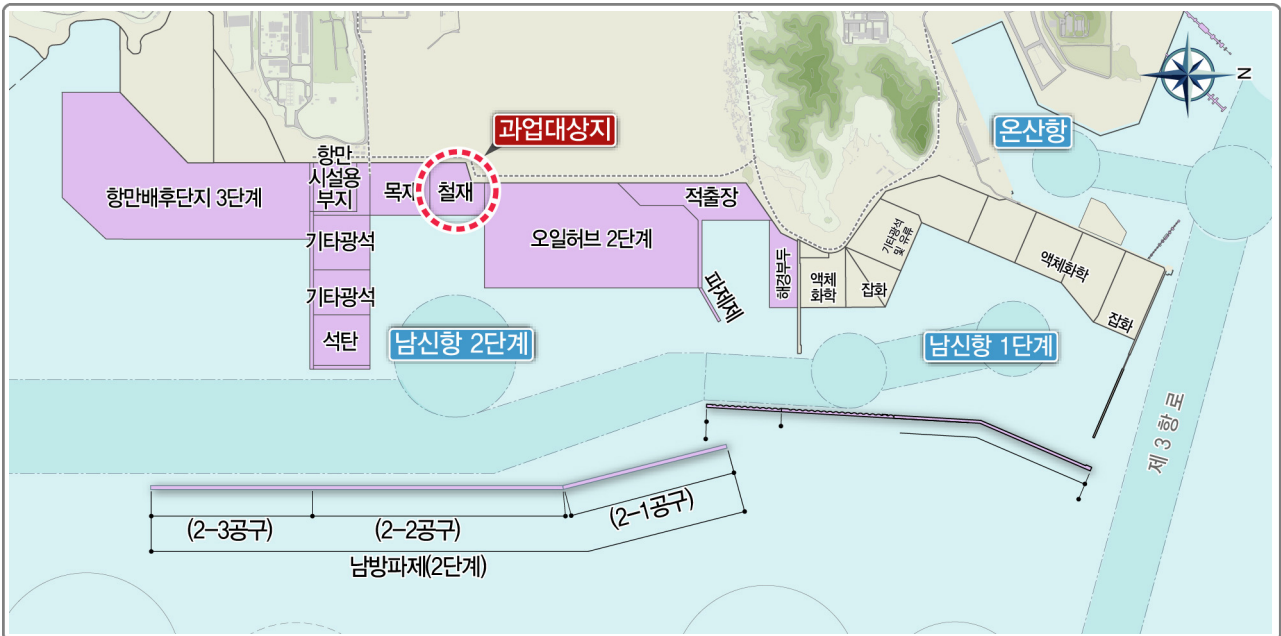 N
과업대상지
온산항
항만
시설용
부지
목재
철재
항만배후단지 3단계
적출장
오일허브 2단계
기타광석
및 유류
기타광석
해경부두
액체
화학
잡화
액체화학
기타광석
파제제
잡화
석탄
남신항 2단계
남신항 1단계
제3항로
(2-3공구)
(2-2공구)
(2-1공구)
남방파제(2단계)